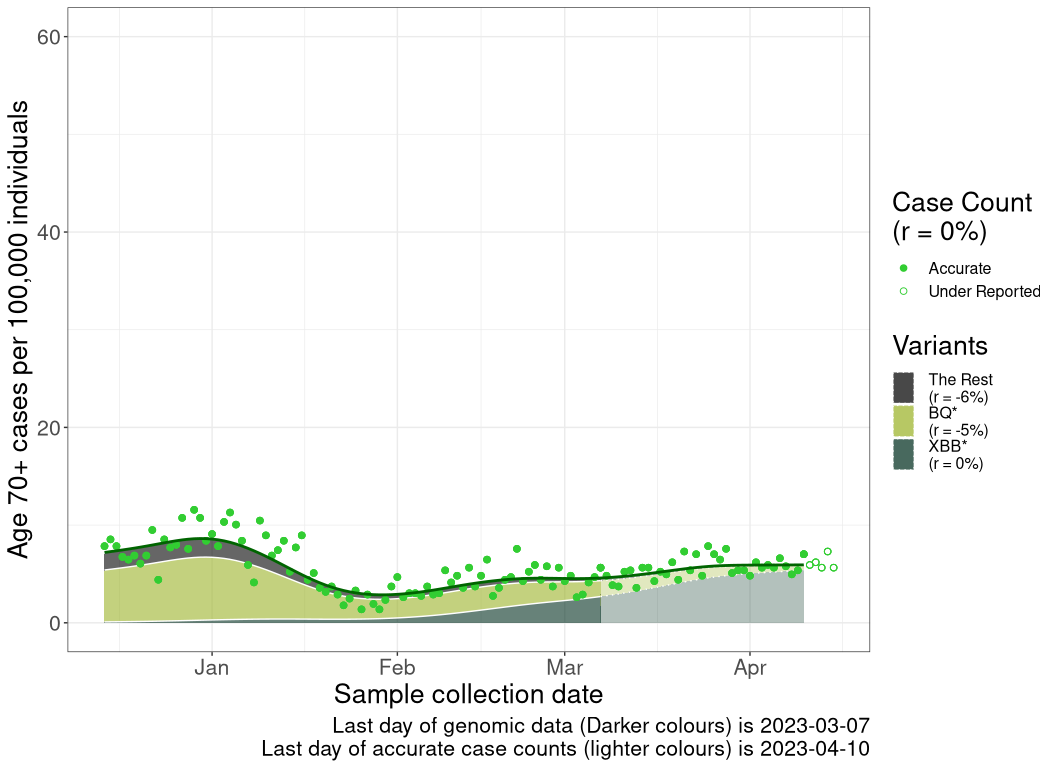 Age 70+ cases per 100,000 individuals
60
40
20
0
Jan
Feb
Mar
Apr
Sample collection date
Last day of genomic data (Darker colours) is 2023-03-07
Last day of accurate case counts (lighter colours) is 2023-04-10
Case Count
(r = 0%)
Accurate
Under Reported
Variants
The Rest
(r = -6%)
BQ*
(r = -5%)
XBB*
(r = 0%)